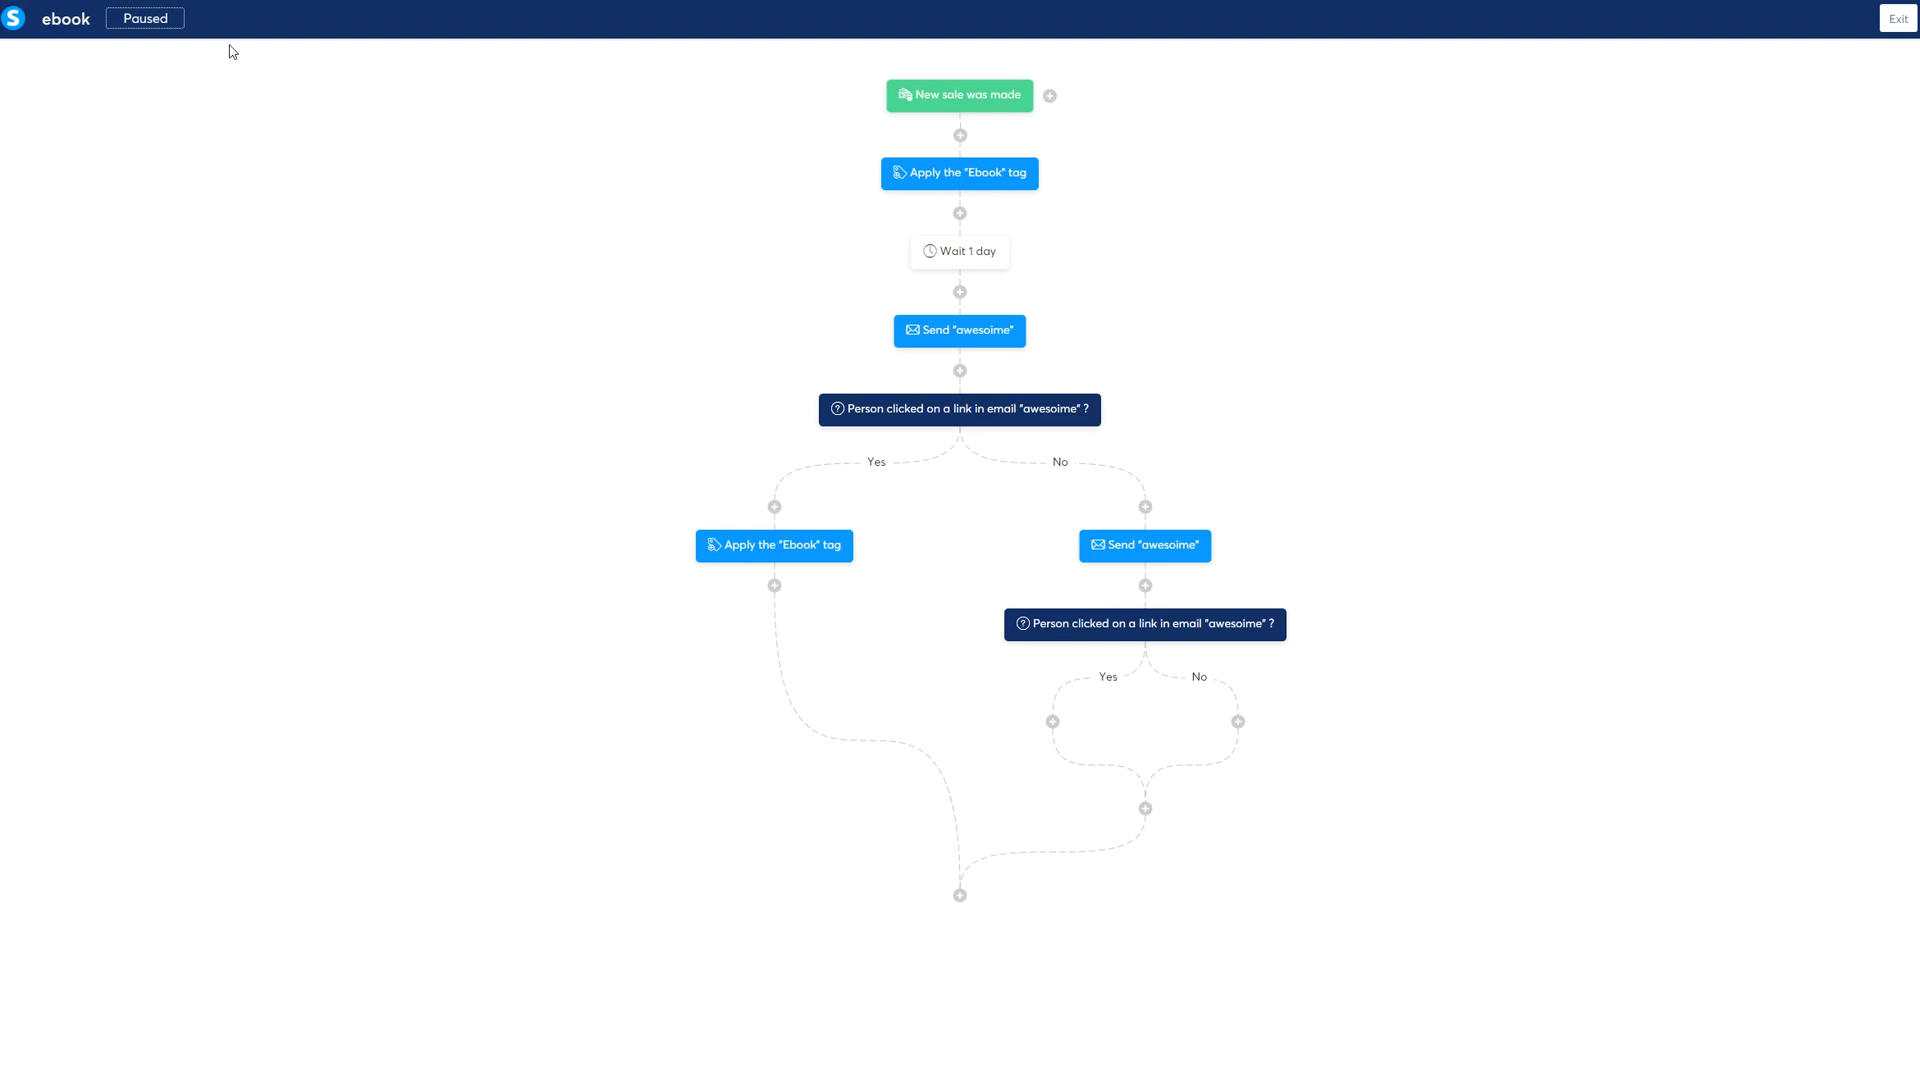 S ebook Paused Exit
New sale was made
Apply the "Ebook" tag
Wait 1 day
Send "awesoime"
Person clicked on a link in email "awesoime" ?
Yes No
Apply the "Ebook" tag Send "awesoime"
Person clicked on a link in email "awesoime" ?
Yes No